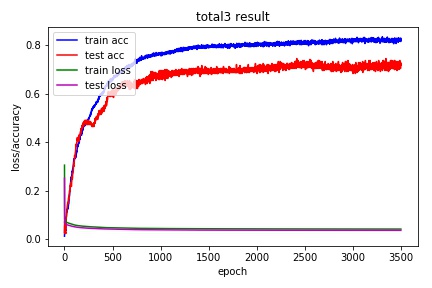 total3 result
train acc
test acc
train loss
test loss
loss/accuracy
0.8
0.6
0.4
0.2
0.0
0
500
1000
1500
2000
2500
3000
3500
epoch